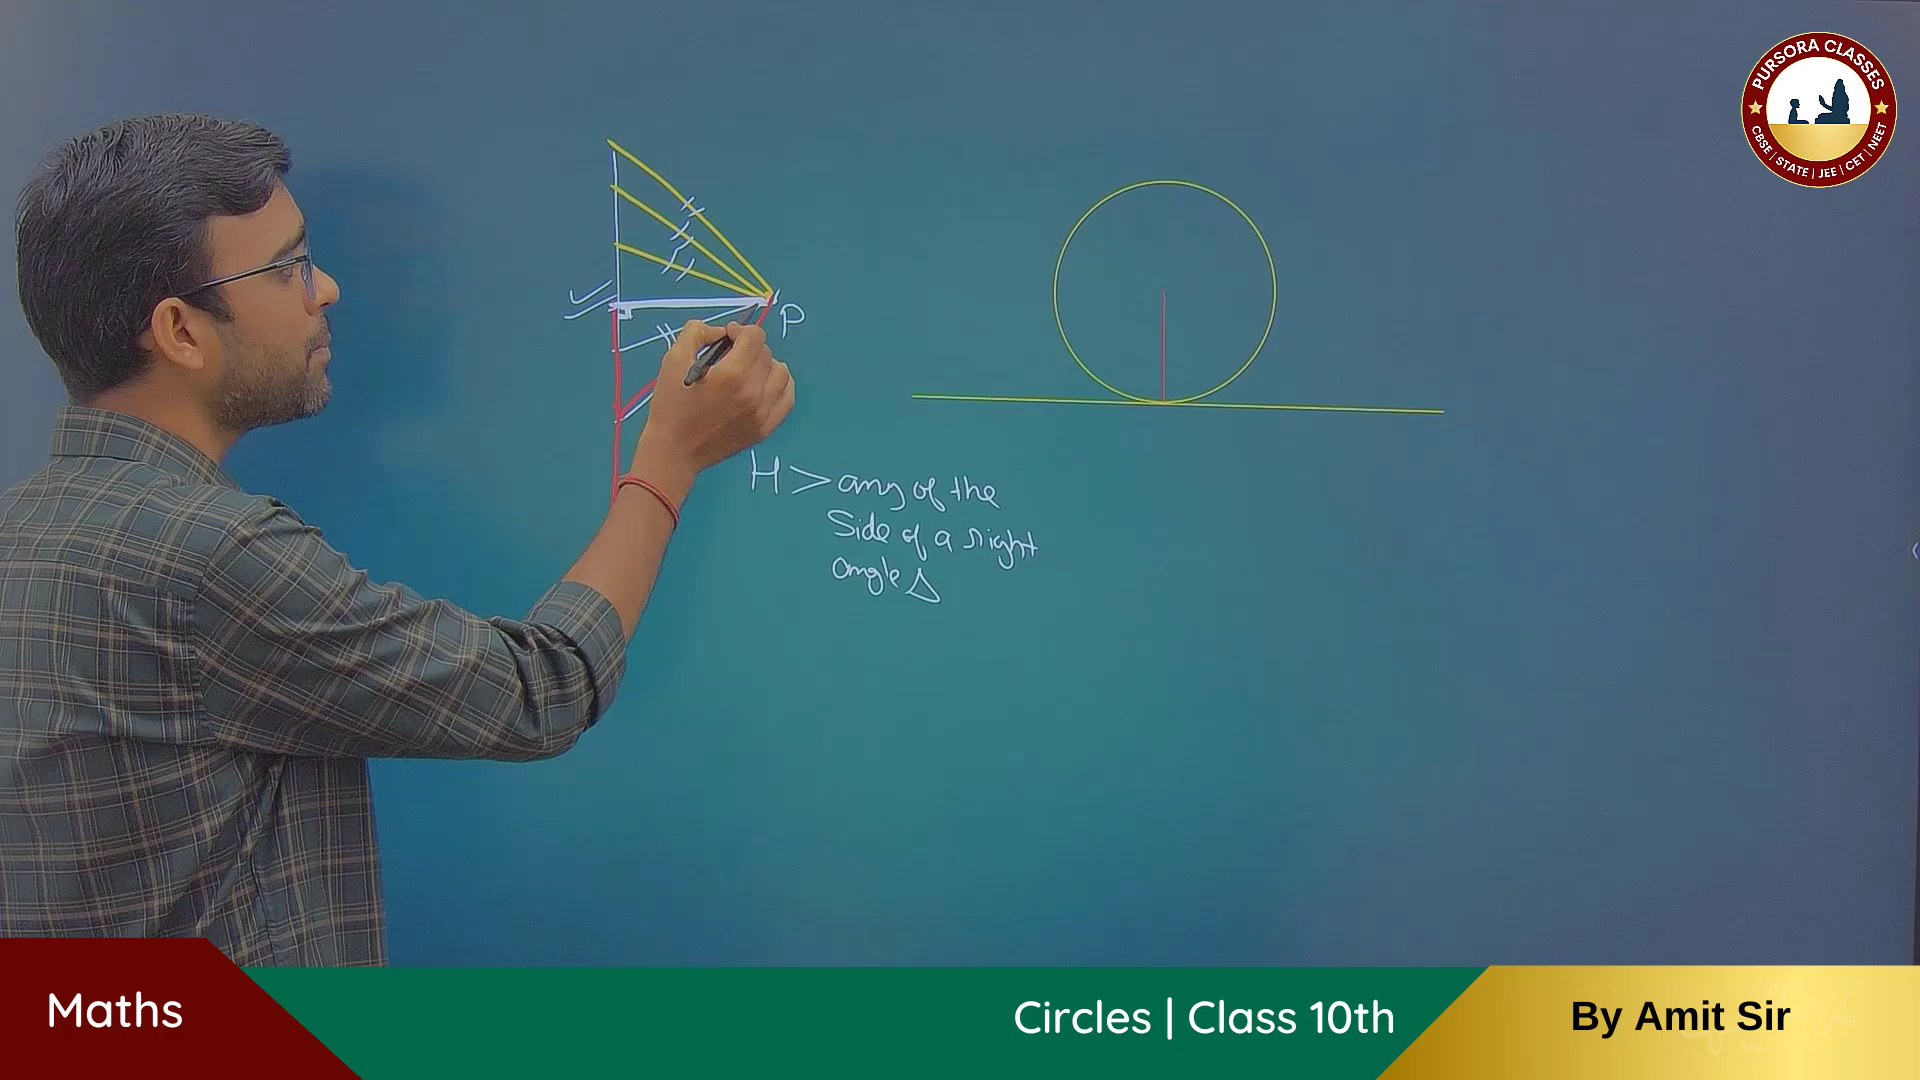 PURSORA CLASSES
CBSE | STATE | JEE | CET | NEET
P
H > any of the
Side of a right
angle Δ
Maths
Circles | Class 10th
By Amit Sir